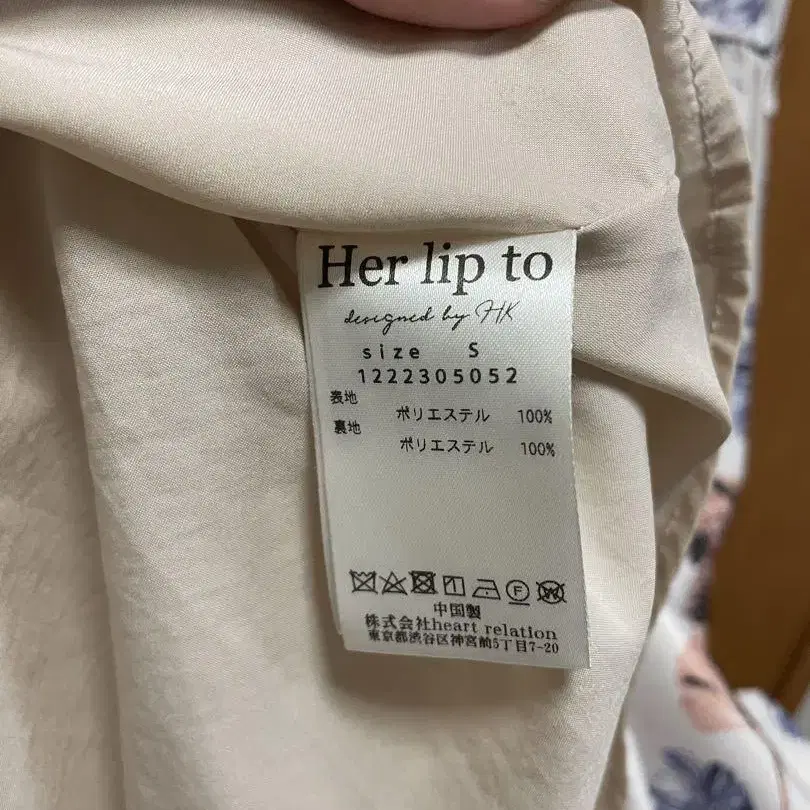 Her lip to
designed by HK
size S
1222305052
表地
ポリエステル 100%
裏地
ポリエステル 100%
中国製
株式会社heart relation
東京都渋谷区神宮前5丁目7-20